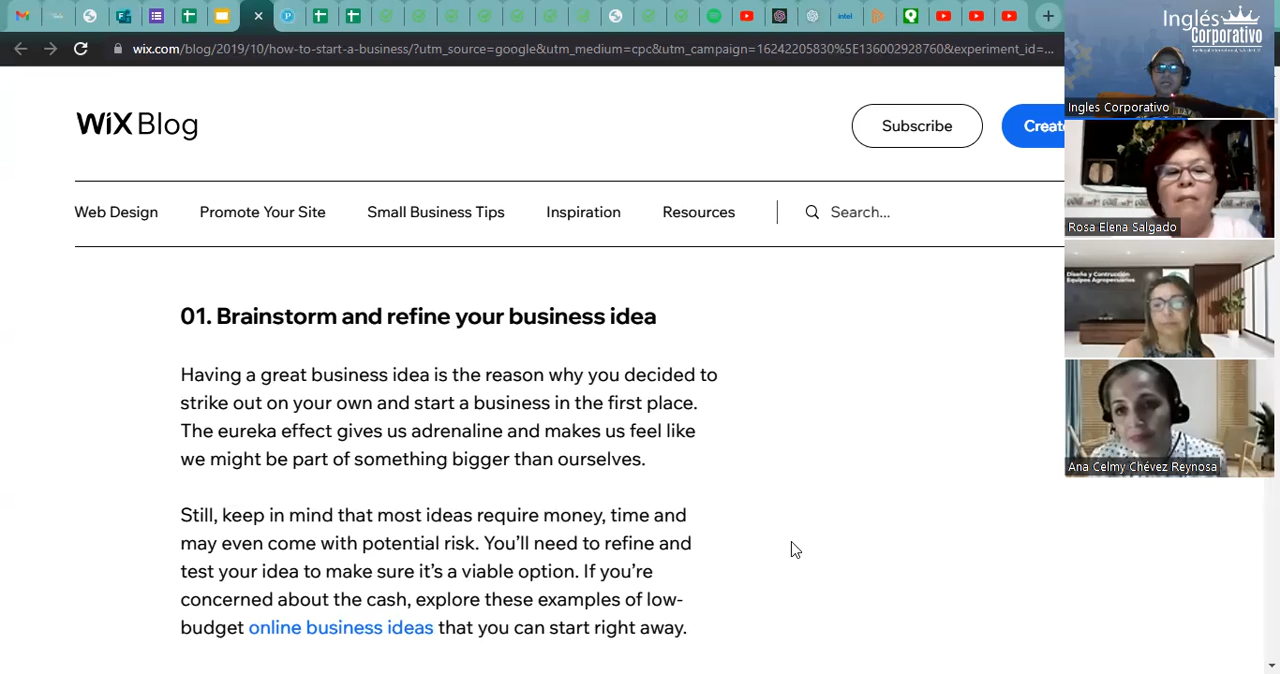 wix.com/blog/2019/10/how-to-start-a-business/?utm_source=google&utm_medium=cpc&utm_campaign=16242205830%5E136002928760&experiment_id=...
WiX Blog
Subscribe
Create
Web Design
Promote Your Site
Small Business Tips
Inspiration
Resources
Search...
01. Brainstorm and refine your business idea
Having a great business idea is the reason why you decided to
strike out on your own and start a business in the first place.
The eureka effect gives us adrenaline and makes us feel like
we might be part of something bigger than ourselves.
Still, keep in mind that most ideas require money, time and
may even come with potential risk. You'll need to refine and
test your idea to make sure it's a viable option. If you're
concerned about the cash, explore these examples of low-
budget online business ideas that you can start right away.
Inglés
Corporativo
Ingles Corporativo
Rosa Elena Salgado
Diseño y Contrucción
Equipos Agropecuarios
Ana Celmy Chévez Reynosa